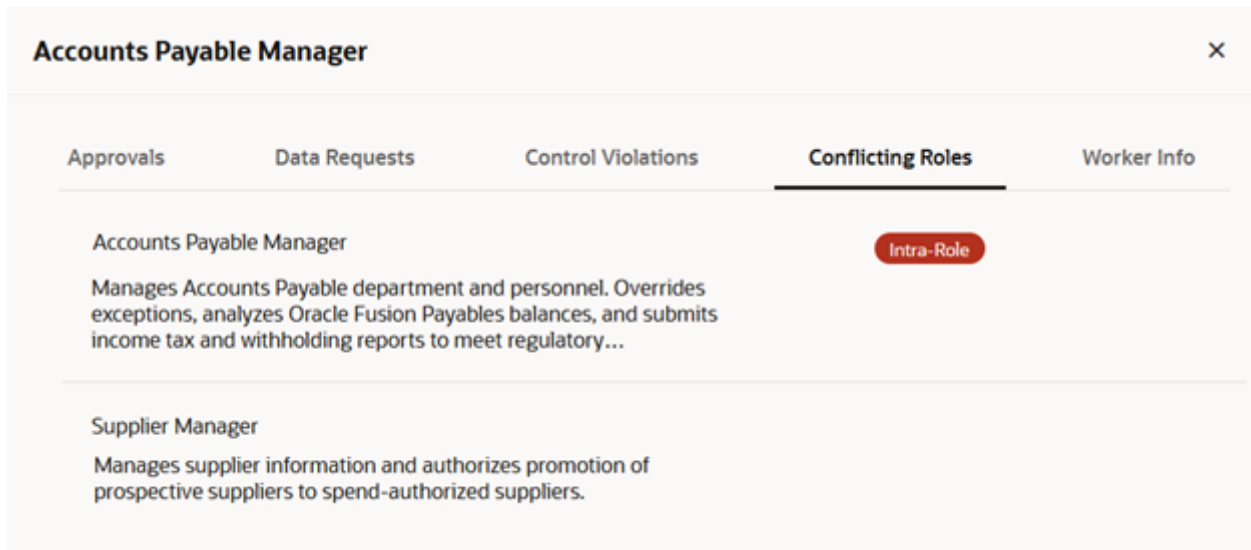 Accounts Payable Manager
Approvals Data Requests Control Violations Conflicting Roles Worker Info
Accounts Payable Manager Intra-Role
Manages Accounts Payable department and personnel. Overrides
exceptions, analyzes Oracle Fusion Payables balances, and submits
income tax and withholding reports to meet regulatory...
Supplier Manager
Manages supplier information and authorizes promotion of
prospective suppliers to spend-authorized suppliers.